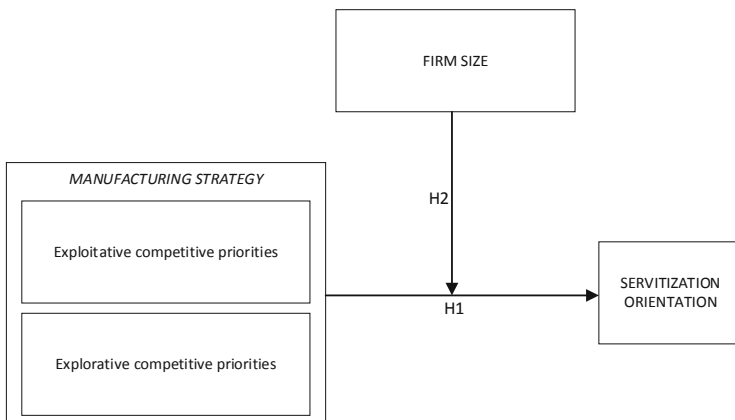 FIRM SIZE
MANUFACTURING STRATEGY
H2
Exploitative competitive priorities
SERVITIZATION
ORIENTATION
H1
Explorative competitive priorities